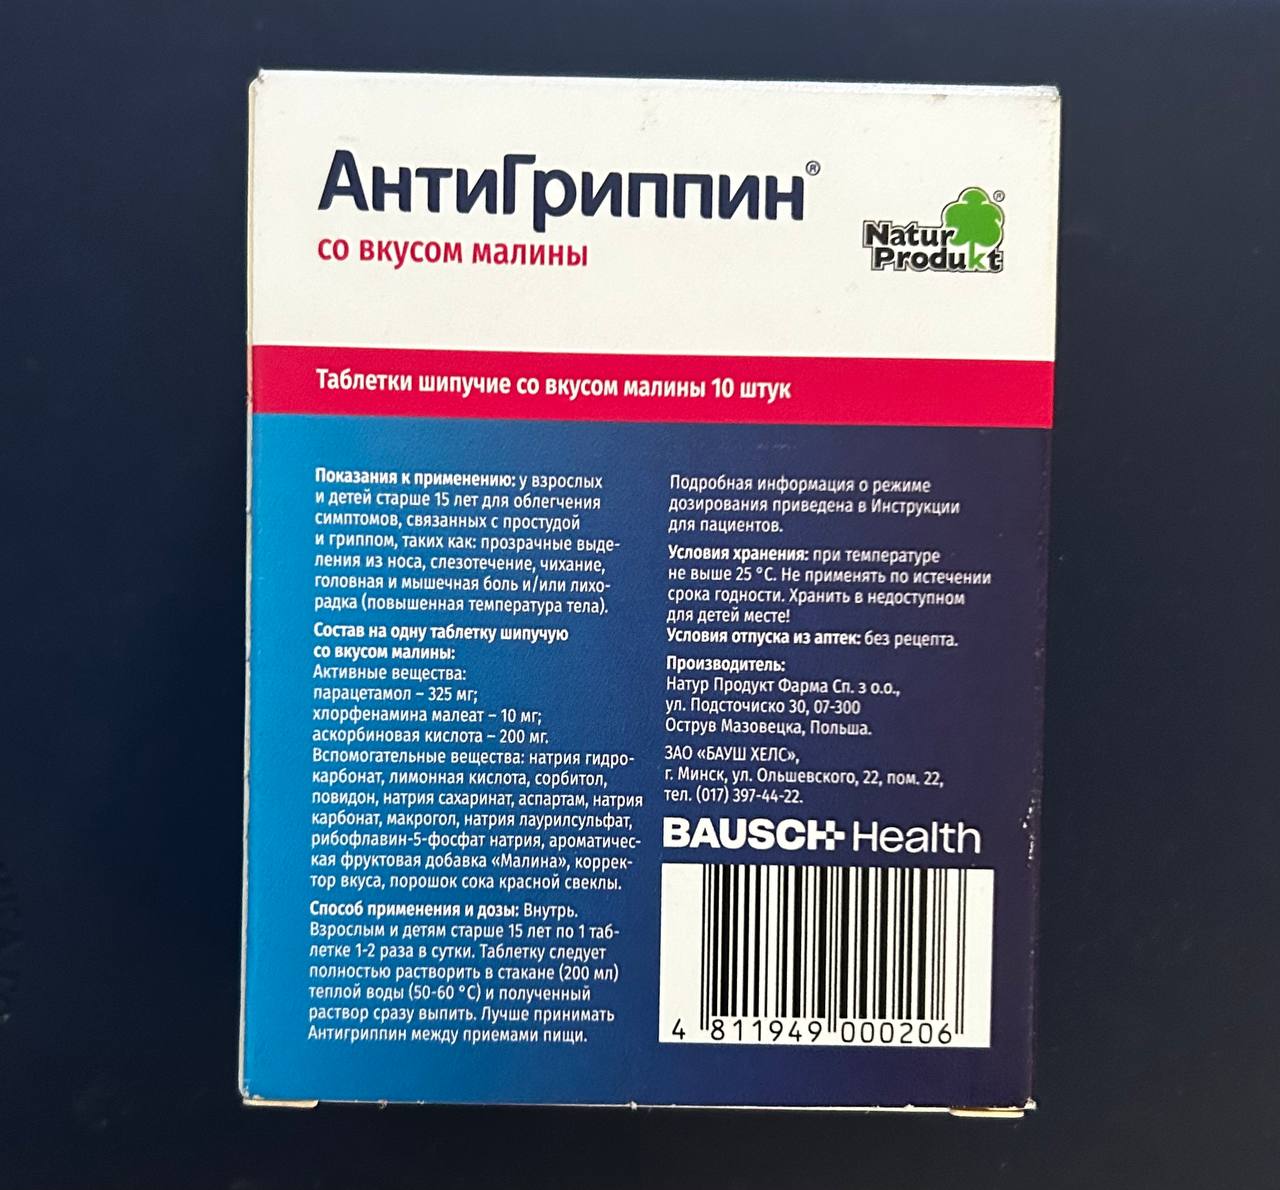 АнтиГриппин®
со вкусом малины
Natur
Produkt
®
Таблетки шипучие со вкусом малины 10 штук
Показания к применению: у взрослых
и детей старше 15 лет для облегчения
симптомов, связанных с простудой
и гриппом, таких как: прозрачные выде-
ления из носа, слезотечение, чихание,
головная и мышечная боль и/или лихо-
радка (повышенная температура тела).
Состав на одну таблетку шипучую
со вкусом малины:
Активные вещества:
парацетамол – 325 мг;
хлорфенамина малеат – 10 мг;
аскорбиновая кислота – 200 мг.
Вспомогательные вещества: натрия гидро-
карбонат, лимонная кислота, сорбитол,
повидон, натрия сахаринат, аспартам, натрия
карбонат, макрогол, натрия лаурилсульфат,
рибофлавин-5-фосфат натрия, ароматичес-
кая фруктовая добавка «Малина», коррек-
тор вкуса, порошок сока красной свеклы.
Способ применения и дозы: Внутрь.
Взрослым и детям старше 15 лет по 1 таб-
летке 1-2 раза в сутки. Таблетку следует
полностью растворить в стакане (200 мл)
теплой воды (50-60 °С) и полученный
раствор сразу выпить. Лучше принимать
Антигриппин между приемами пищи.
Подробная информация о режиме
дозирования приведена в Инструкции
для пациентов.
Условия хранения: при температуре
не выше 25 °С. Не применять по истечении
срока годности. Хранить в недоступном
для детей месте!
Условия отпуска из аптек: без рецепта.
Производитель:
Натур Продукт Фарма Сп. з о.о.,
ул. Подсточиско 30, 07-300
Острув Мазовецка, Польша.
ЗАО «БАУШ ХЕЛС»,
г. Минск, ул. Ольшевского, 22, пом. 22,
тел. (017) 397-44-22.
BAUSCH+Health
4 811949 000206